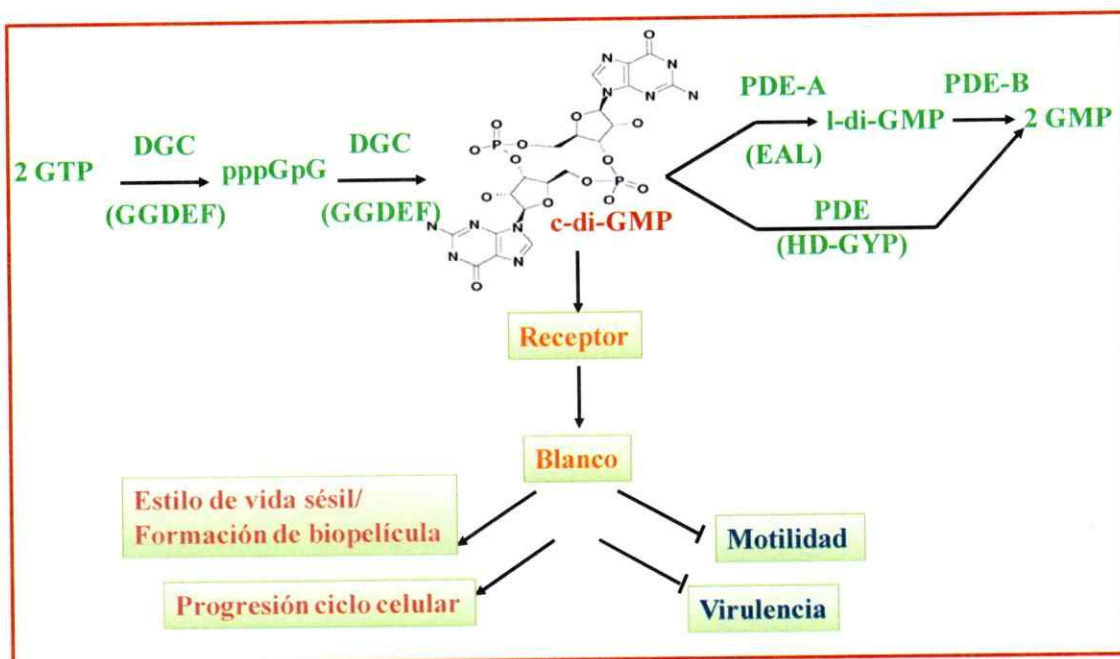 2 GTP
DGC
(GGDEF)
pppGpG
DGC
(GGDEF)
O
N
N
N
N
N
O
O
O
P
O
O
O
O
O
O
P
O
O
O
O
N
N
N
N
N
O
c-di-GMP
PDE-A
(EAL)
l-di-GMP
PDE-B
2 GMP
PDE
(HD-GYP)
Receptor
Blanco
Estilo de vida sésil/
Formación de biopelícula
Progresión ciclo celular
Motilidad
Virulencia